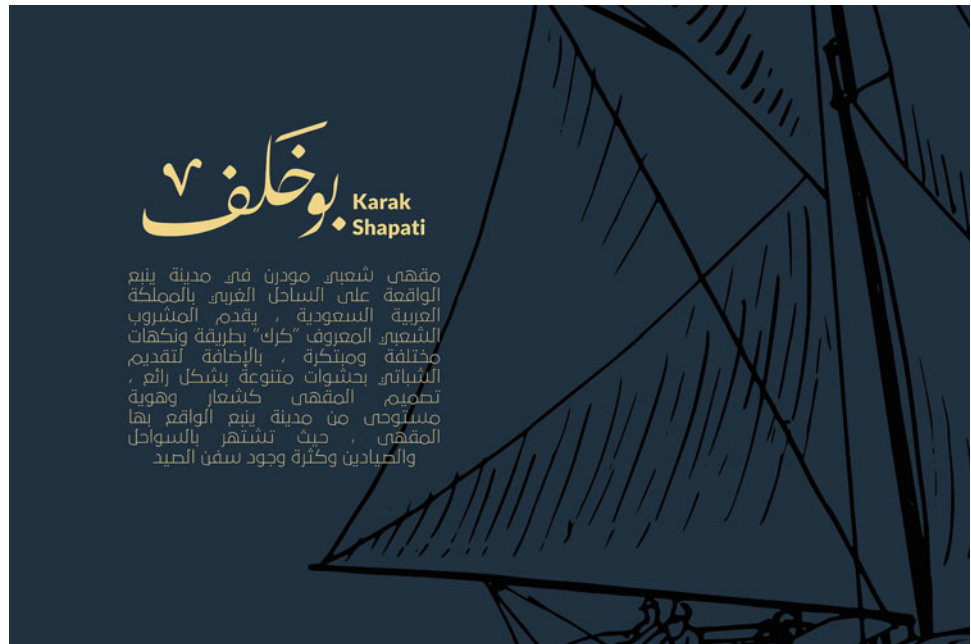 بوخَلف
Karak
Shapati
مقهى شعبي مودرن في مدينة ينبع
الواقعة على الساحل الغربي بالمملكة
العربية السعودية ، يقدم المشروب
الشعبي المعروف "كرك" بطريقة ونكهات
مختلفة ومبتكرة ، بالإضافة لتقديم
الشباتي بحشوات متنوعة بشكل رائع ،
تصميم المقهى كشعار وهوية
مستوحى من مدينة ينبع الواقع بها
المقهى ، حيث تشتهر بالسواحل
والصيادين وكثرة وجود سفن الصيد